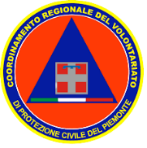 COORDINAMENTO REGIONALE DEL VOLONTARIATO
DI PROTEZIONE CIVILE DEL PIEMONTE